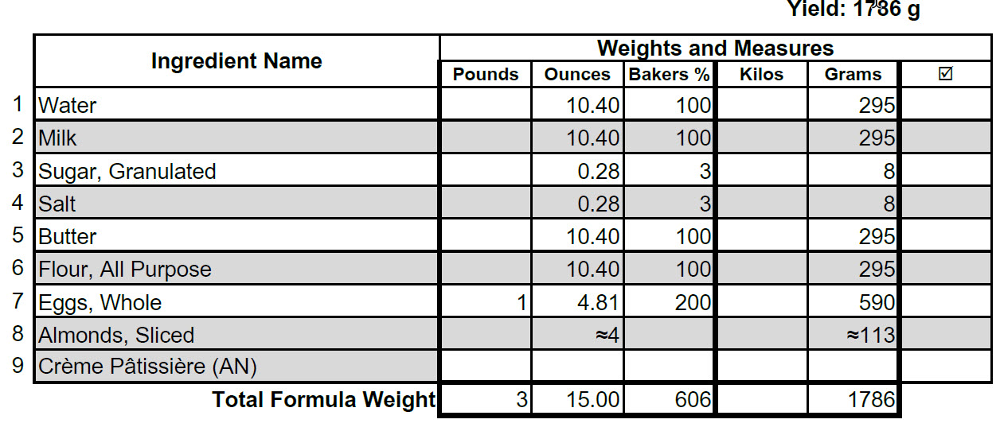 Yield: 1786 g
Ingredient Name Weights and Measures
Pounds Ounces Bakers % Kilos Grams ☑
1 Water 10.40 100 295
2 Milk 10.40 100 295
3 Sugar, Granulated 0.28 3 8
4 Salt 0.28 3 8
5 Butter 10.40 100 295
6 Flour, All Purpose 10.40 100 295
7 Eggs, Whole 1 4.81 200 590
8 Almonds, Sliced ≈4 ≈113
9 Crème Pâtissière (AN)
Total Formula Weight 3 15.00 606 1786